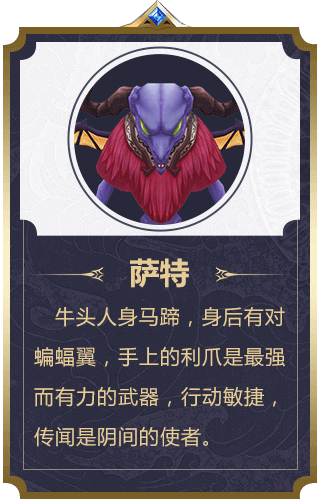 萨特
牛头人身马蹄，身后有对
蝙蝠翼，手上的利爪是最强
而有力的武器，行动敏捷，
传闻是阴间的使者。